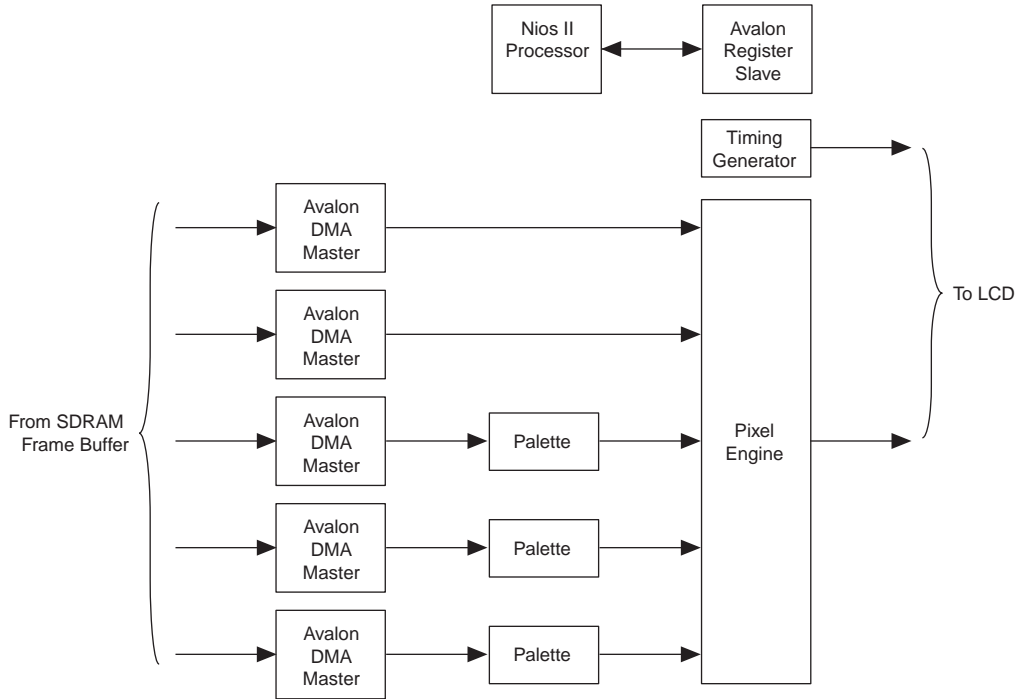 Nios II
Processor
Avalon
Register
Slave
Timing
Generator
Avalon
DMA
Master
Avalon
DMA
Master
To LCD
From SDRAM
Frame Buffer
Avalon
DMA
Master
Palette
Pixel
Engine
Avalon
DMA
Master
Palette
Avalon
DMA
Master
Palette